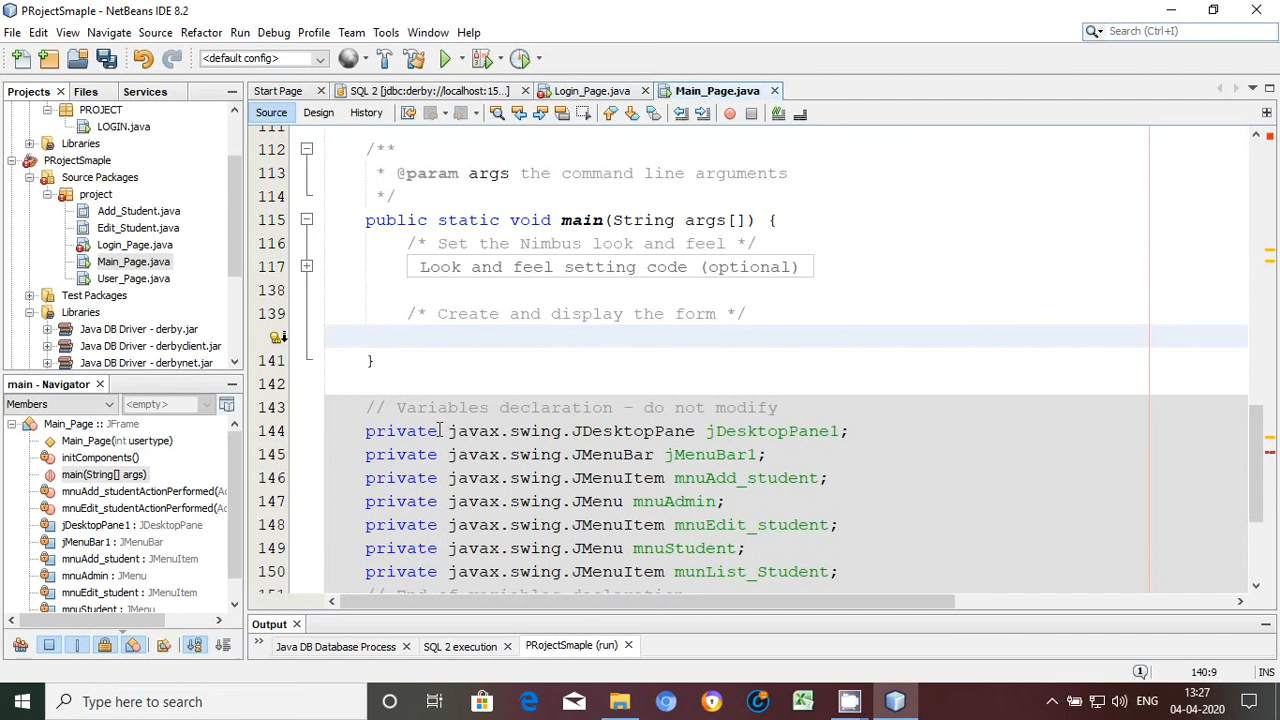 PRojectSmaple - NetBeans IDE 8.2
File Edit View Navigate Source Refactor Run Debug Profile Team Tools Window Help
Search (Ctrl+I)
<default config>
Projects Files Services
Start Page SQL 2 [jdbc:derby://localhost:15... Login_Page.java Main_Page.java
Source Design History
PROJECT
LOGIN.java
Libraries
PRojectSmaple
Source Packages
project
Add_Student.java
Edit_Student.java
Login_Page.java
Main_Page.java
User_Page.java
Test Packages
Libraries
Java DB Driver - derby.jar
Java DB Driver - derbyclient.jar
Java DB Driver - derbynet.jar
main - Navigator
Members <empty>
Main_Page :: JFrame
Main_Page(int usertype)
initComponents()
main(String[] args)
mnuAdd_studentActionPerformed(Ac
mnuEdit_studentActionPerformed(Ac
jDesktopPane1 : JDesktopPane
jMenuBar1 : JMenuBar
mnuAdd_student : JMenuItem
mnuAdmin : JMenu
mnuEdit_student : JMenuItem
mnuStudent : JMenu
111
112 /**
113 * @param args the command line arguments
114 */
115 public static void main(String args[]) {
116 /* Set the Nimbus look and feel */
117 Look and feel setting code (optional)
138
139 /* Create and display the form */
141 }
142
143 // Variables declaration - do not modify
144 private javax.swing.JDesktopPane jDesktopPane1;
145 private javax.swing.JMenuBar jMenuBar1;
146 private javax.swing.JMenuItem mnuAdd_student;
147 private javax.swing.JMenu mnuAdmin;
148 private javax.swing.JMenuItem mnuEdit_student;
149 private javax.swing.JMenu mnuStudent;
150 private javax.swing.JMenuItem munList_Student;
151 // End of variables declaration
Output
Java DB Database Process SQL 2 execution PRojectSmaple (run)
1 140:9 INS
Type here to search
ENG
13:27
04-04-2020